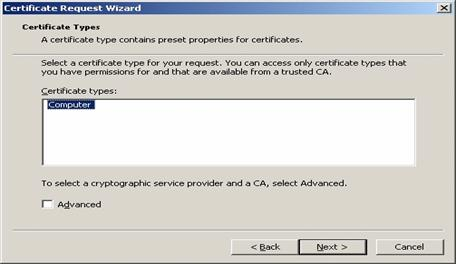 Certificate Request Wizard
Certificate Types
A certificate type contains preset properties for certificates.
Select a certificate type for your request. You can access only certificate types that
you have permissions for and that are available from a trusted CA.
Certificate types:
Computer
To select a cryptographic service provider and a CA, select Advanced.
Advanced
< Back Next > Cancel